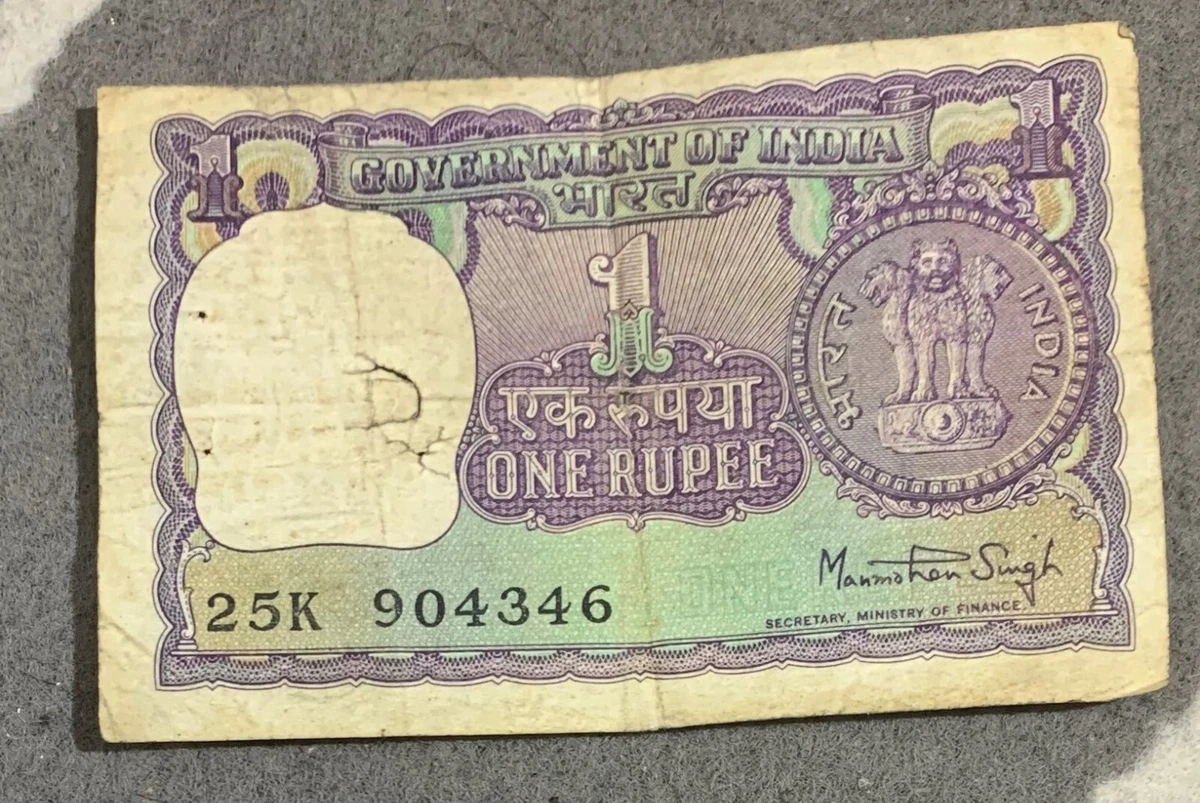 1 1
GOVERNMENT OF INDIA
भारत
1
एक रुपया
ONE RUPEE
भारत INDIA
25K 904346
Manmohan Singh
SECRETARY, MINISTRY OF FINANCE